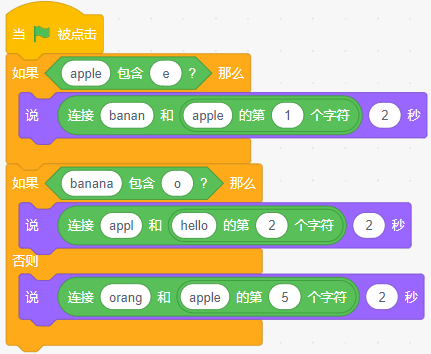 当 被点击
如果 apple 包含 e ? 那么
说 连接 banan 和 apple 的第 1 个字符 2 秒
如果 banana 包含 o ? 那么
说 连接 appl 和 hello 的第 2 个字符 2 秒
否则
说 连接 orang 和 apple 的第 5 个字符 2 秒